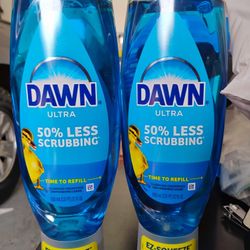 DAWN
ULTRA
50% LESS
SCRUBBING
TIME TO REFILL
DAWN
ULTRA
50% LESS
SCRUBBING
TIME TO REFILL
EZ-SQUEEZE